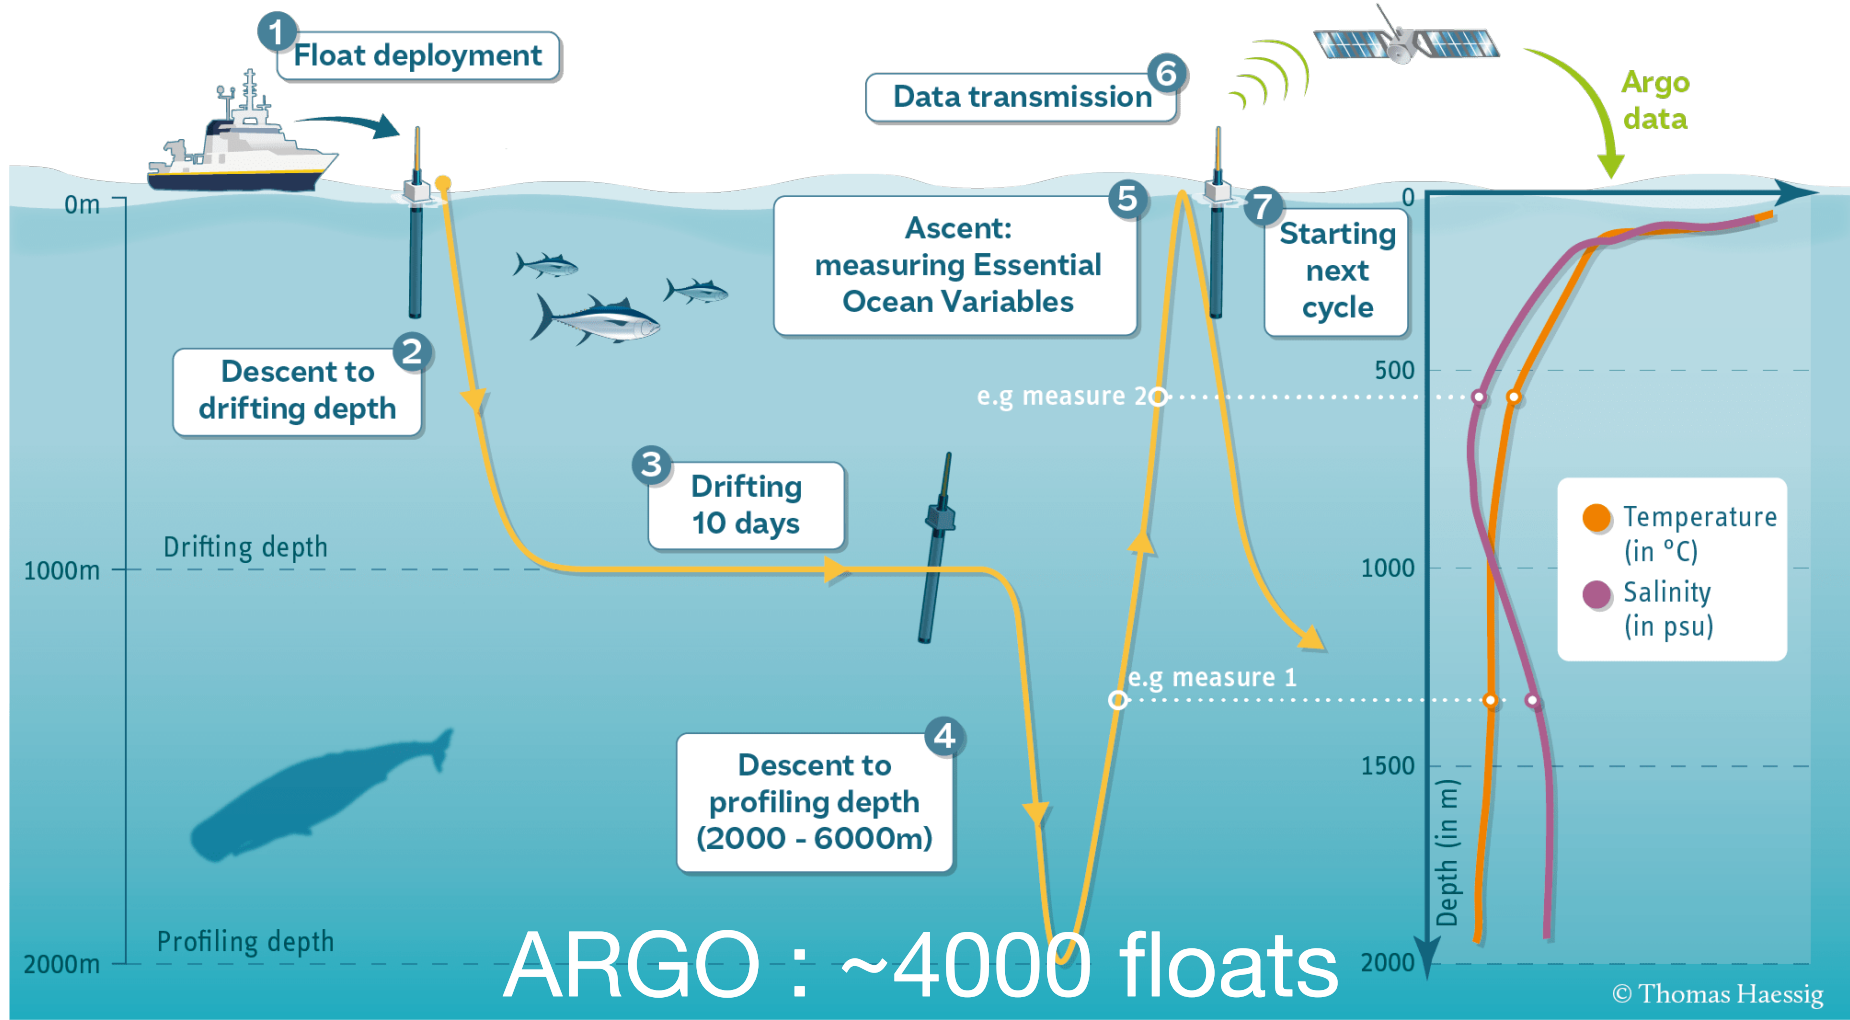 1
Float deployment
6
Data transmission
Argo
data
0m
2
Descent to
drifting depth
3
Drifting
10 days
Drifting depth
1000m
4
Descent to
profiling depth
(2000 - 6000m)
Profiling depth
2000m
5
Ascent:
measuring Essential
Ocean Variables
7
Starting
next
cycle
e.g measure 2
e.g measure 1
0
500
1000
1500
2000
Depth (in m)
Temperature
(in °C)
Salinity
(in psu)
ARGO : ~4000 floats
© Thomas Haessig